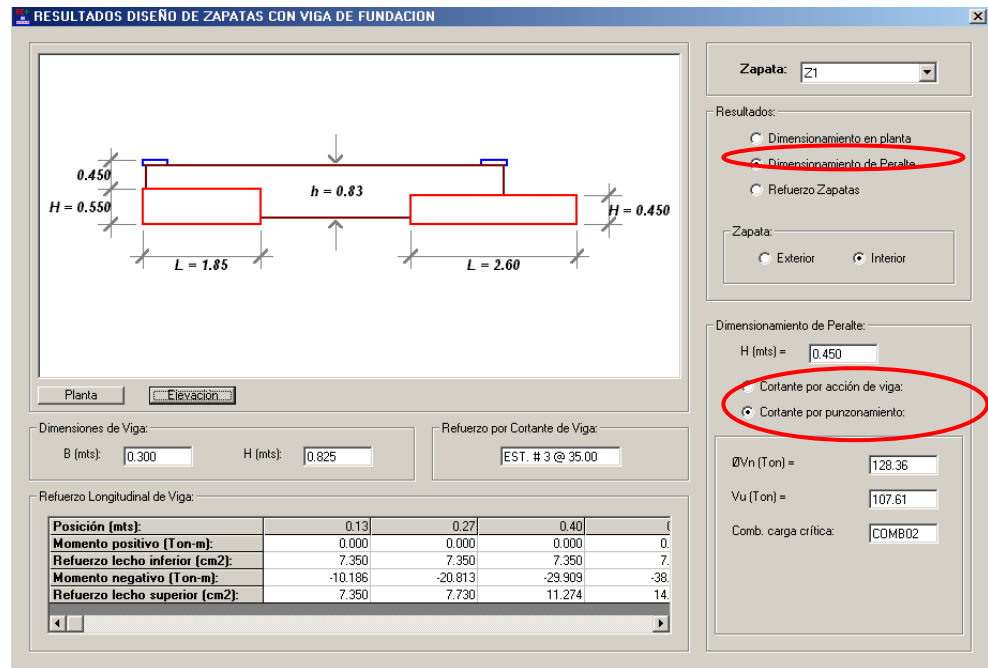 RESULTADOS DISEÑO DE ZAPATAS CON VIGA DE FUNDACION
0.450
H = 0.550
h = 0.83
H = 0.450
L = 1.85
L = 2.60
Planta
Elevación
Dimensiones de Viga:
B (mts): 0.300 H (mts): 0.825
Refuerzo por Cortante de Viga:
EST. # 3 @ 35.00
Refuerzo Longitudinal de Viga:
Posición (mts): 0.13 0.27 0.40
Momento positivo (Ton-m): 0.000 0.000 0.000 0.
Refuerzo lecho inferior (cm2): 7.350 7.350 7.350 7.
Momento negativo (Ton-m): -10.186 -20.813 -29.909 -38.
Refuerzo lecho superior (cm2): 7.350 7.730 11.274 14.
Zapata: Z1
Resultados:
Dimensionamiento en planta
Dimensionamiento de Peralte
Refuerzo Zapatas
Zapata:
Exterior Interior
Dimensionamiento de Peralte:
H (mts) = 0.450
Cortante por acción de viga:
Cortante por punzonamiento:
ØVn (Ton) = 128.36
Vu (Ton) = 107.61
Comb. carga crítica: COMB02